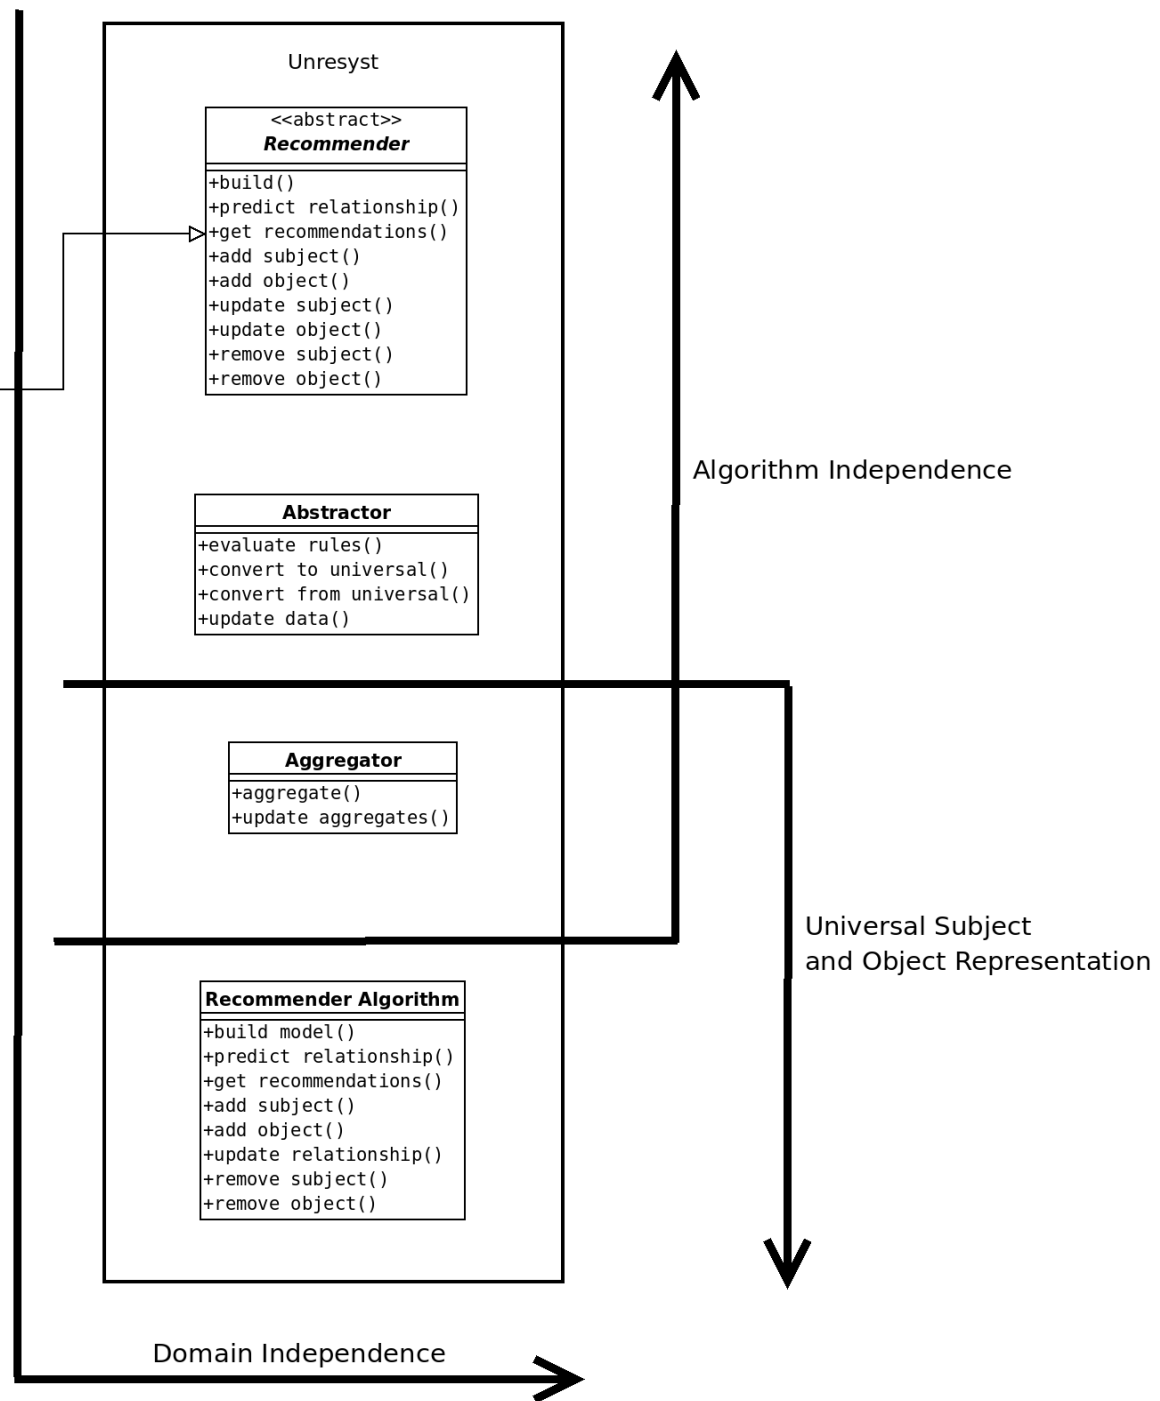 Unresyst
<<abstract>>
Recommender
+build()
+predict relationship()
+get recommendations()
+add subject()
+add object()
+update subject()
+update object()
+remove subject()
+remove object()
Algorithm Independence
Abstractor
+evaluate rules()
+convert to universal()
+convert from universal()
+update data()
Aggregator
+aggregate()
+update aggregates()
Universal Subject
and Object Representation
Recommender Algorithm
+build model()
+predict relationship()
+get recommendations()
+add subject()
+add object()
+update relationship()
+remove subject()
+remove object()
Domain Independence